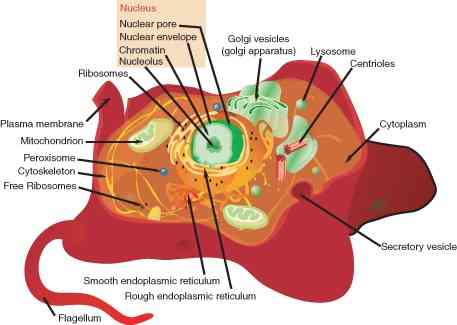 Nucleus
Nuclear pore
Nuclear envelope
Chromatin
Nucleolus
Ribosomes
Golgi vesicles
(golgi apparatus)
Lysosome
Centrioles
Plasma membrane
Mitochondrion
Peroxisome
Cytoskeleton
Free Ribosomes
Cytoplasm
Secretory vesicle
Smooth endoplasmic reticulum
Rough endoplasmic reticulum
Flagellum